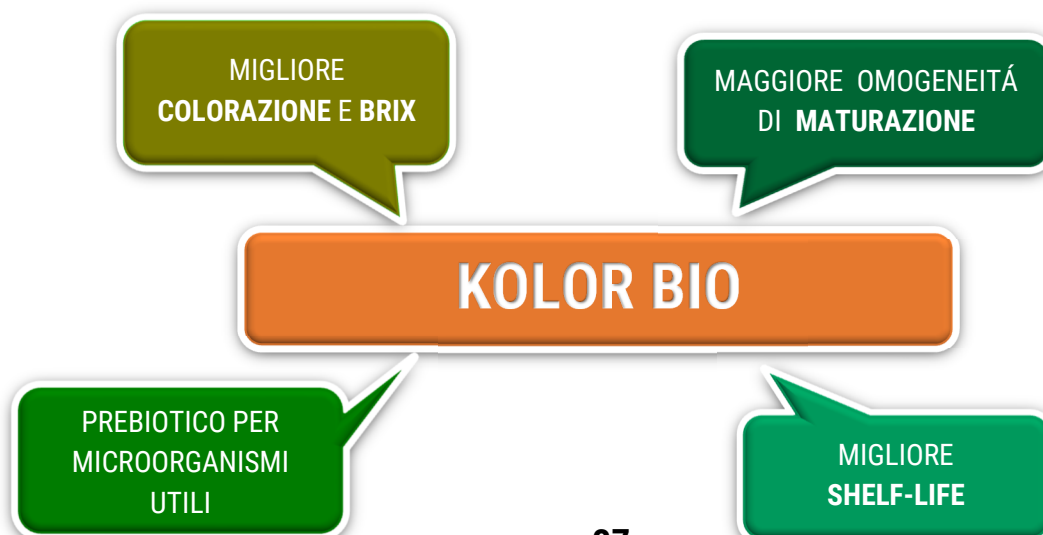 MIGLIORE
COLORAZIONE E BRIX
MAGGIORE OMOGENEITÁ
DI MATURAZIONE
KOLOR BIO
PREBIOTICO PER
MICROORGANISMI
UTILI
MIGLIORE
SHELF-LIFE